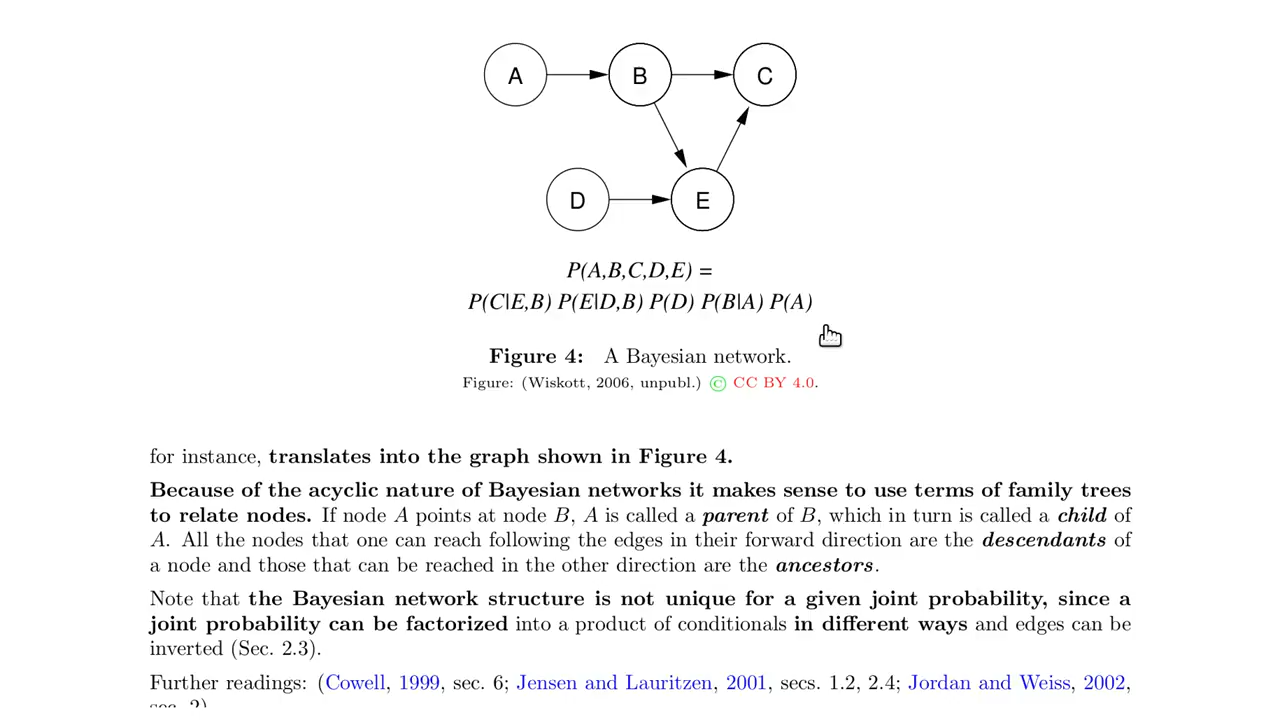 A B C
D E
P(A,B,C,D,E) =
P(C|E,B) P(E|D,B) P(D) P(B|A) P(A)
Figure 4: A Bayesian network.
Figure: (Wiskott, 2006, unpubl.) © CC BY 4.0.
for instance, translates into the graph shown in Figure 4.
Because of the acyclic nature of Bayesian networks it makes sense to use terms of family trees
to relate nodes. If node A points at node B, A is called a parent of B, which in turn is called a child of
A. All the nodes that one can reach following the edges in their forward direction are the descendants of
a node and those that can be reached in the other direction are the ancestors.
Note that the Bayesian network structure is not unique for a given joint probability, since a
joint probability can be factorized into a product of conditionals in different ways and edges can be
inverted (Sec. 2.3).
Further readings: (Cowell, 1999, sec. 6; Jensen and Lauritzen, 2001, secs. 1.2, 2.4; Jordan and Weiss, 2002,
sec. 2)